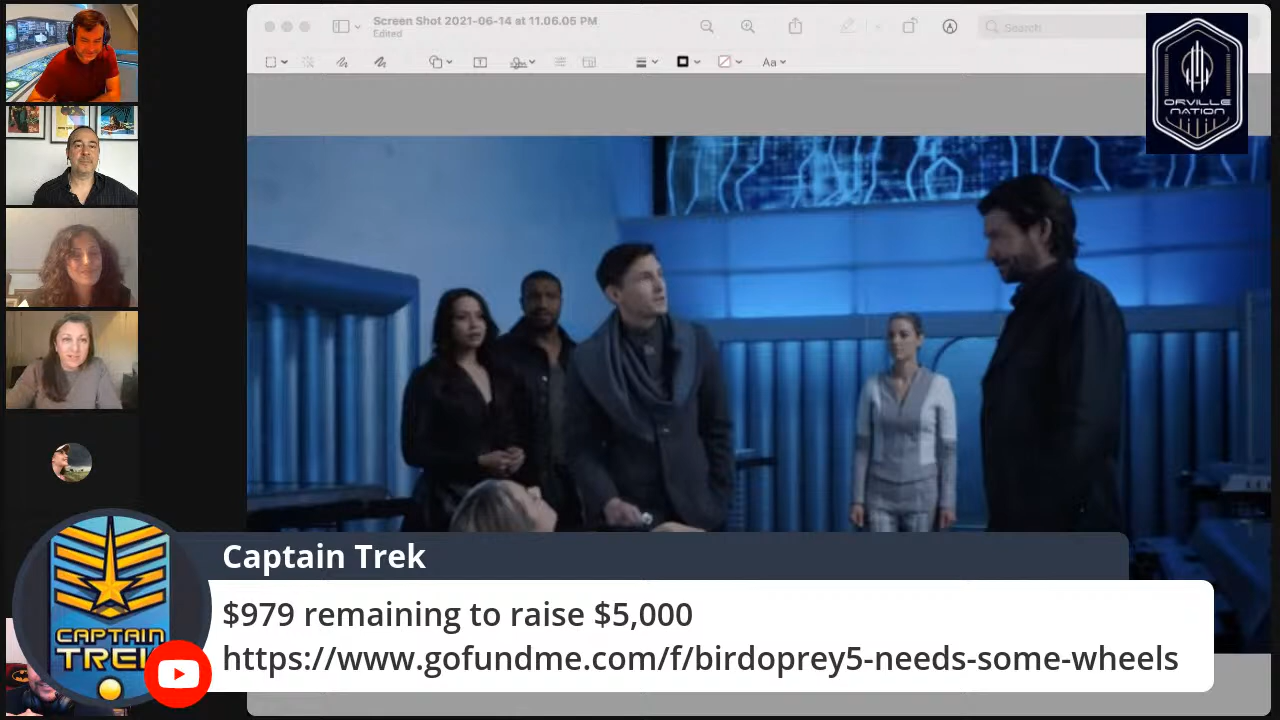 Screen Shot 2021-06-14 at 11.06.05 PM
Edited
Search
Aa
ORVILLE
NATION
CAPTAIN
TREK
Captain Trek
$979 remaining to raise $5,000
https://www.gofundme.com/f/birdoprey5-needs-some-wheels